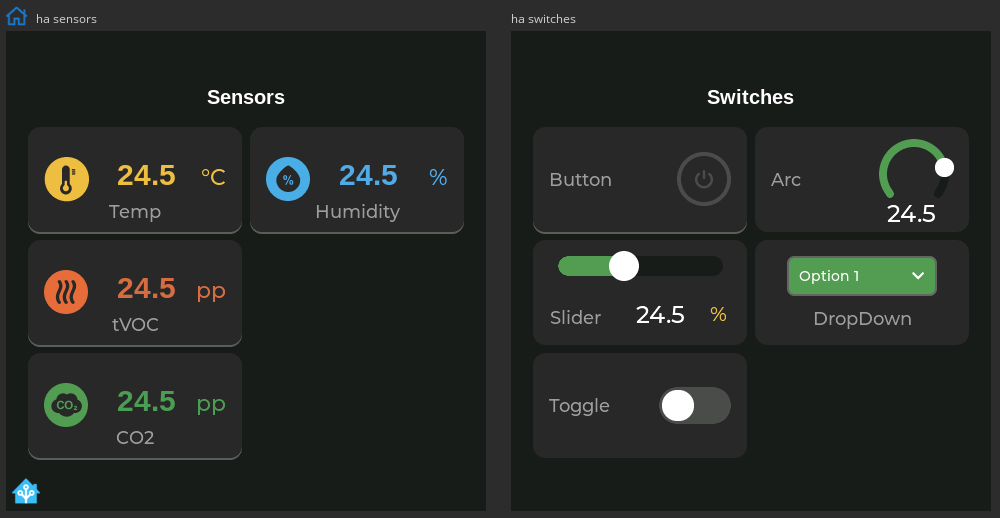 ha sensors
Sensors
24.5 °C
Temp
%
24.5 %
Humidity
24.5 pp
tVOC
CO₂
24.5 pp
CO2
ha switches
Switches
Button
Arc
24.5
Slider 24.5 %
Option 1
DropDown
Toggle